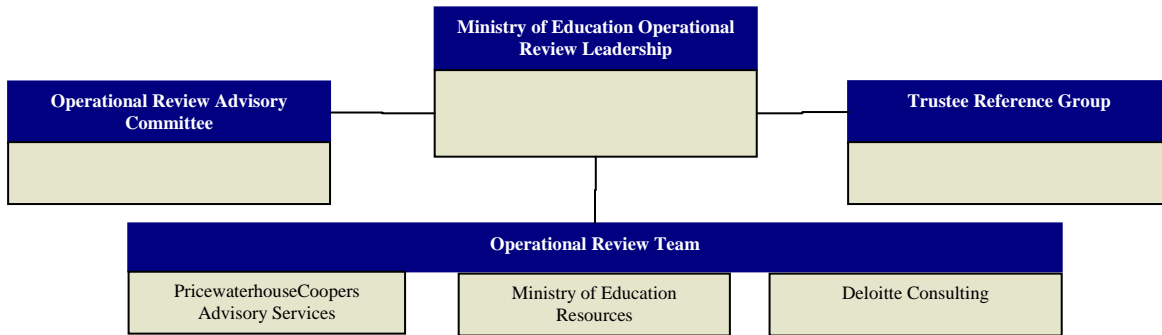 Ministry of Education Operational
Review Leadership
Operational Review Advisory
Committee
Trustee Reference Group
Operational Review Team
PricewaterhouseCoopers
Advisory Services
Ministry of Education
Resources
Deloitte Consulting